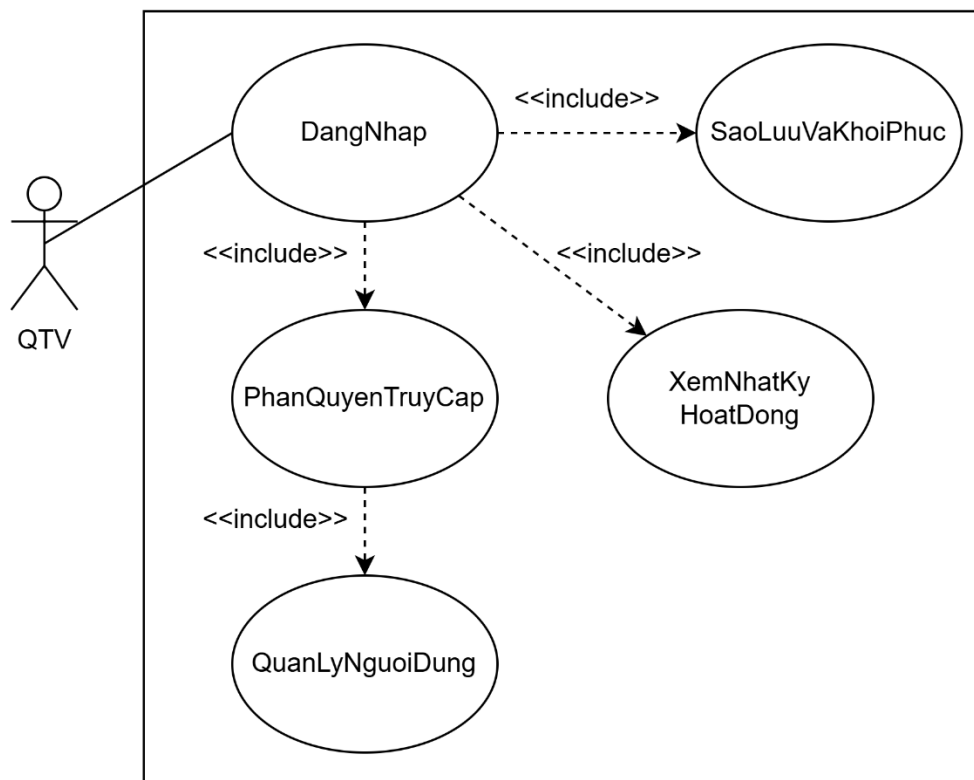 <<include>>
DangNhap
SaoLuuVaKhoiPhuc
<<include>>
<<include>>
QTV
PhanQuyenTruyCap
XemNhatKy
HoatDong
<<include>>
QuanLyNguoiDung